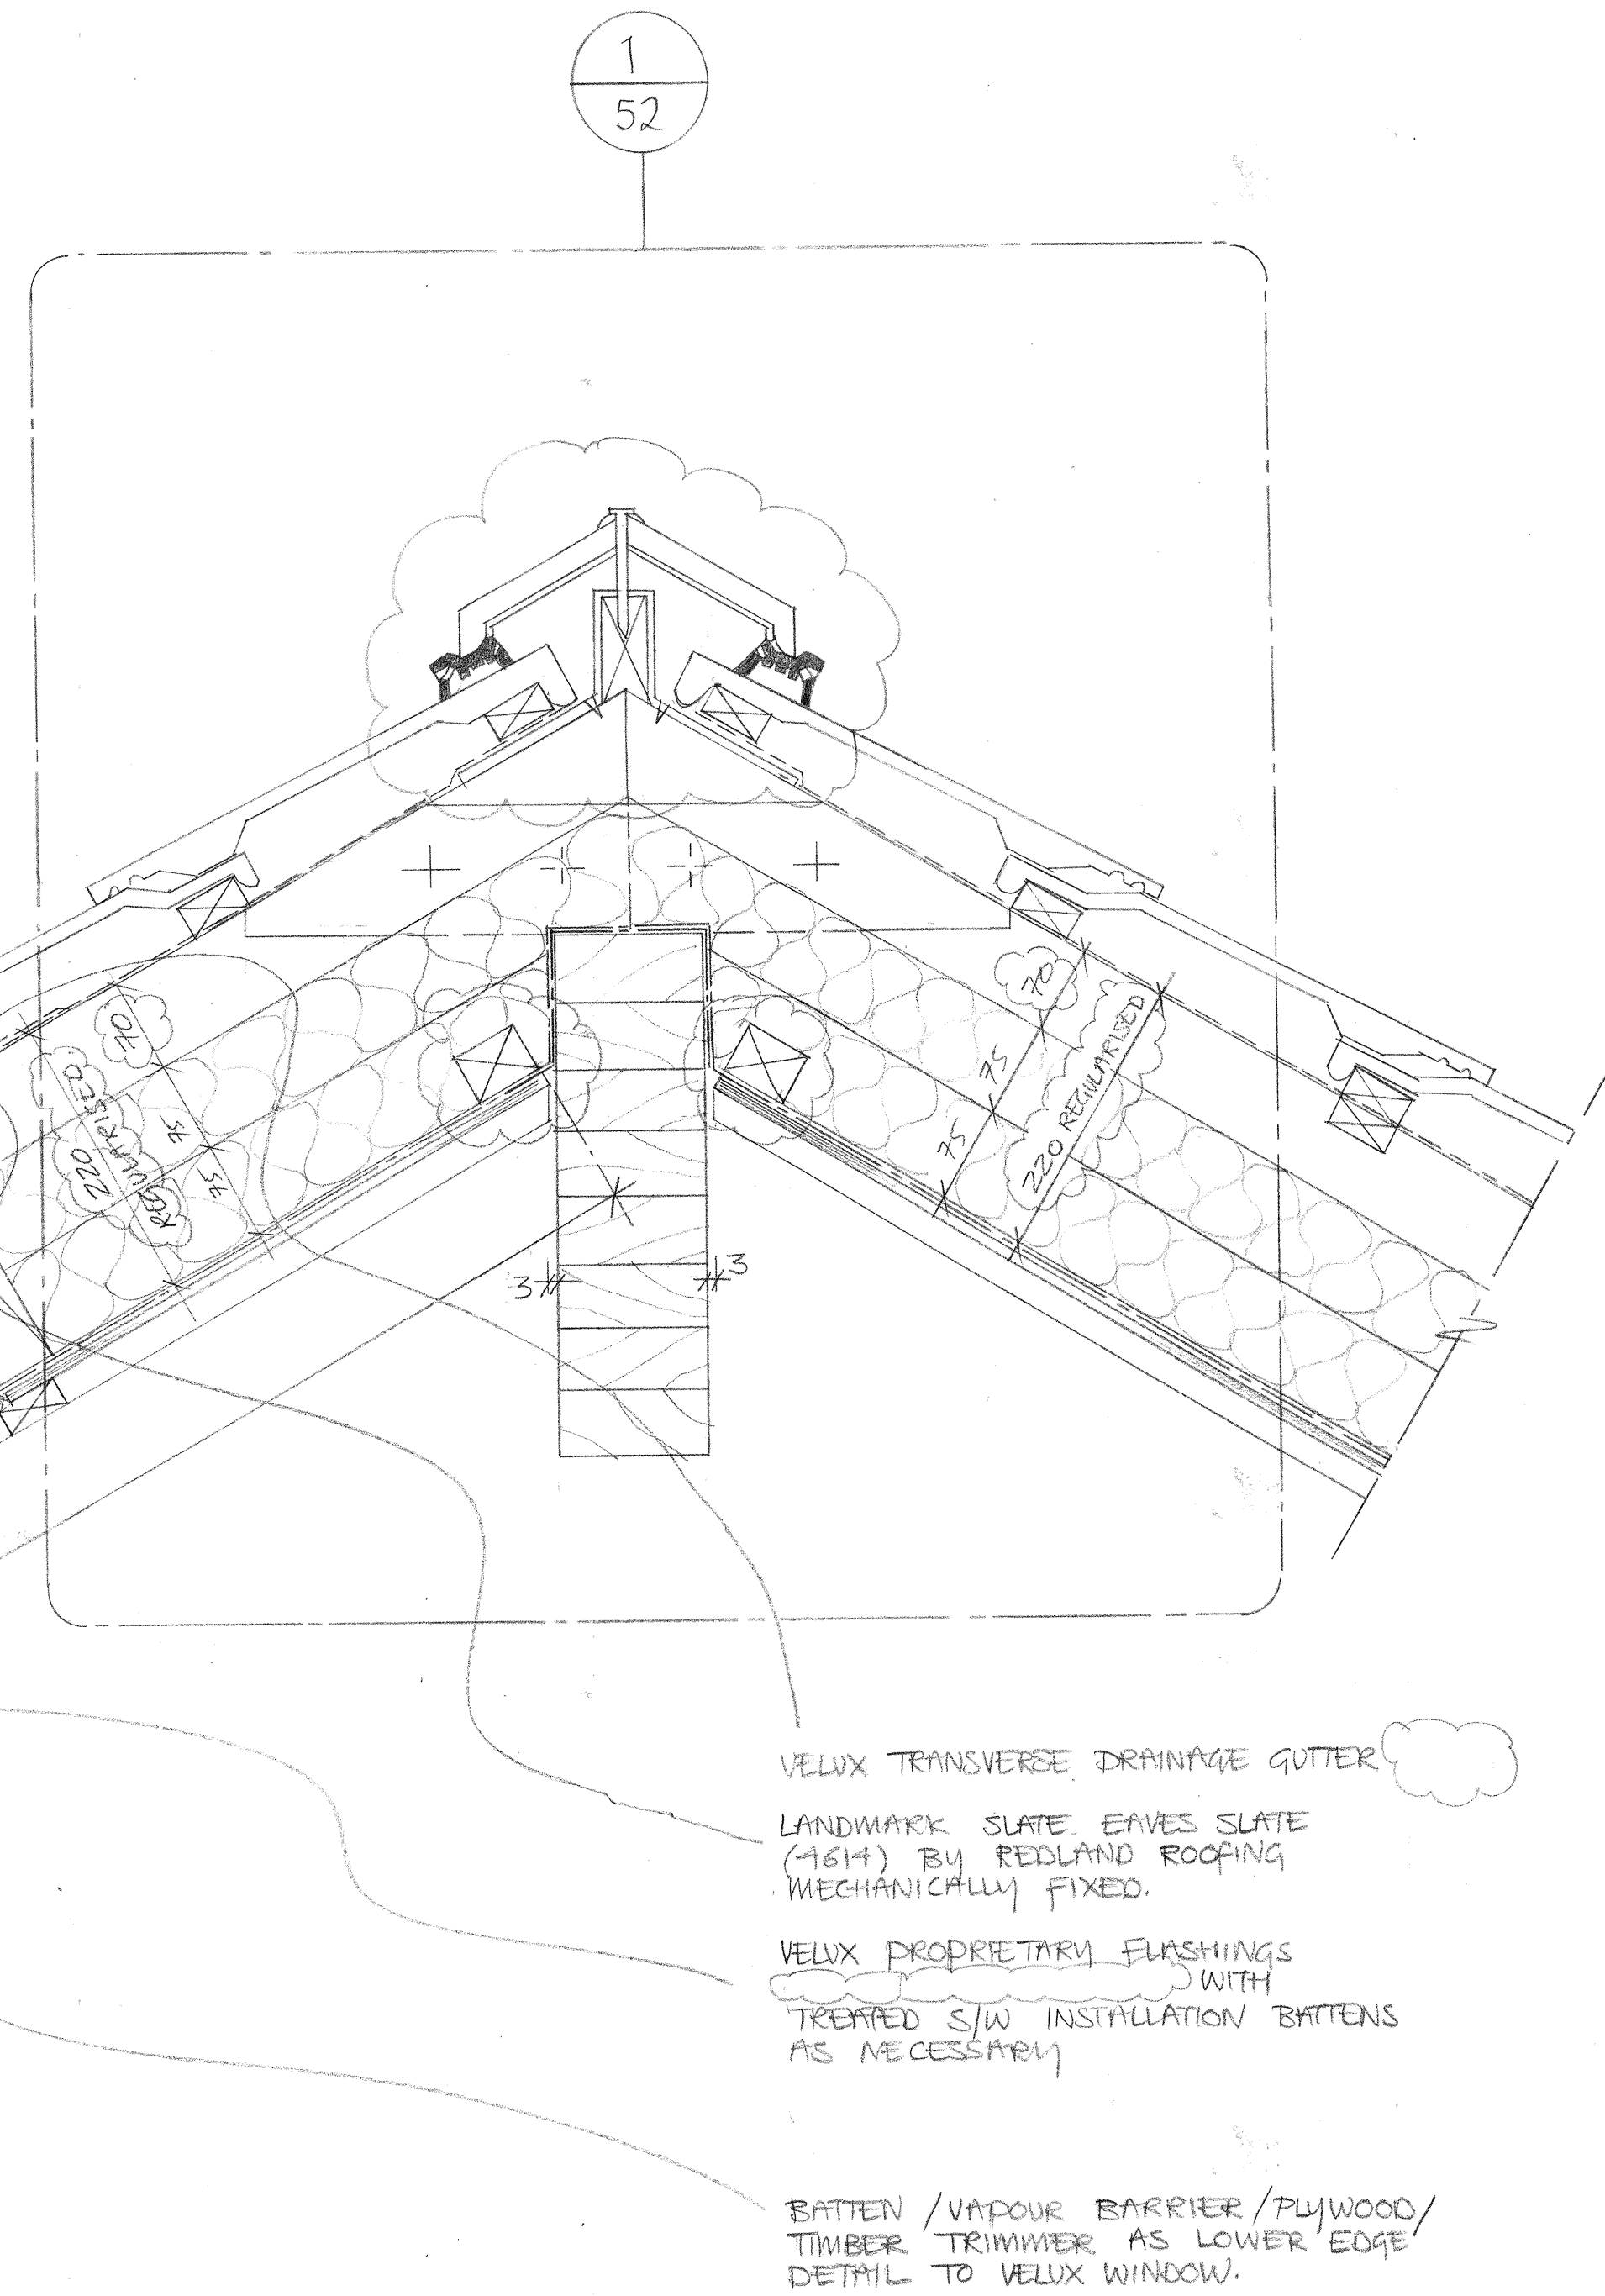 1
52
70
75
75
220 REGULARISED
70
75
75
220
REGULARISED
3
3
VELUX TRANSVERSE DRAINAGE GUTTER
LANDMARK SLATE EAVES SLATE
(4614) BY REDLAND ROOFING
MECHANICALLY FIXED.
VELUX PROPRIETARY FLASHINGS
WITH
TREATED S/W INSTALLATION BATTENS
AS NECESSARY
BATTEN / VAPOUR BARRIER / PLYWOOD /
TIMBER TRIMMER AS LOWER EDGE
DETAIL TO VELUX WINDOW.